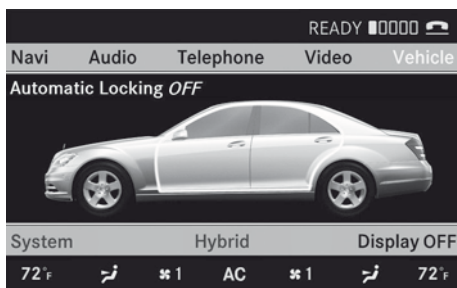 READY
Navi Audio Telephone Video Vehicle
Automatic Locking OFF
System Hybrid Display OFF
72°F 1 AC 1 72°F